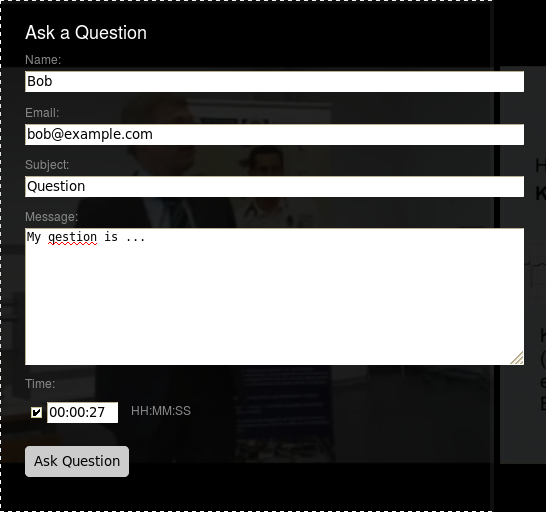 Ask a Question
Name:
Bob
Email:
bob@example.com
Subject:
Question
Message:
My qestion is ...
Time:
00:00:27 HH:MM:SS
Ask Question